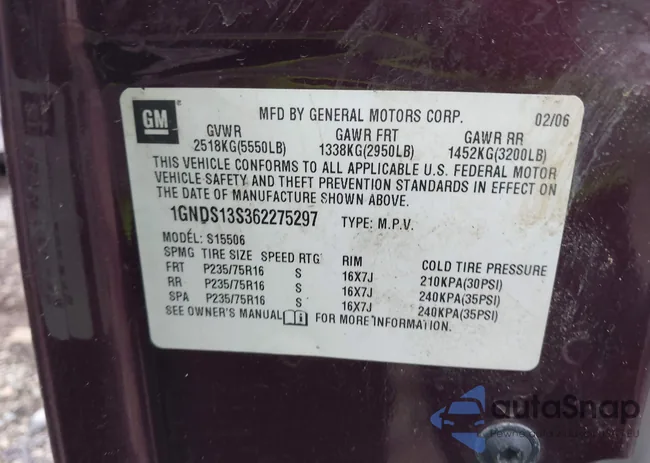 MFD BY GENERAL MOTORS CORP. 02/06
GM
GVWR GAWR FRT GAWR RR
2518KG(5550LB) 1338KG(2950LB) 1452KG(3200LB)
THIS VEHICLE CONFORMS TO ALL APPLICABLE U.S. FEDERAL MOTOR
VEHICLE SAFETY AND THEFT PREVENTION STANDARDS IN EFFECT ON
THE DATE OF MANUFACTURE SHOWN ABOVE.
1GNDS13S362275297 TYPE: M.P.V.
MODEL: S15506
SPMG TIRE SIZE SPEED RTG RIM COLD TIRE PRESSURE
FRT P235/75R16 S 16X7J 210KPA(30PSI)
RR P235/75R16 S 16X7J 240KPA(35PSI)
SPA P235/75R16 S 16X7J 240KPA(35PSI)
SEE OWNER'S MANUAL FOR MORE INFORMATION.
autoSnap